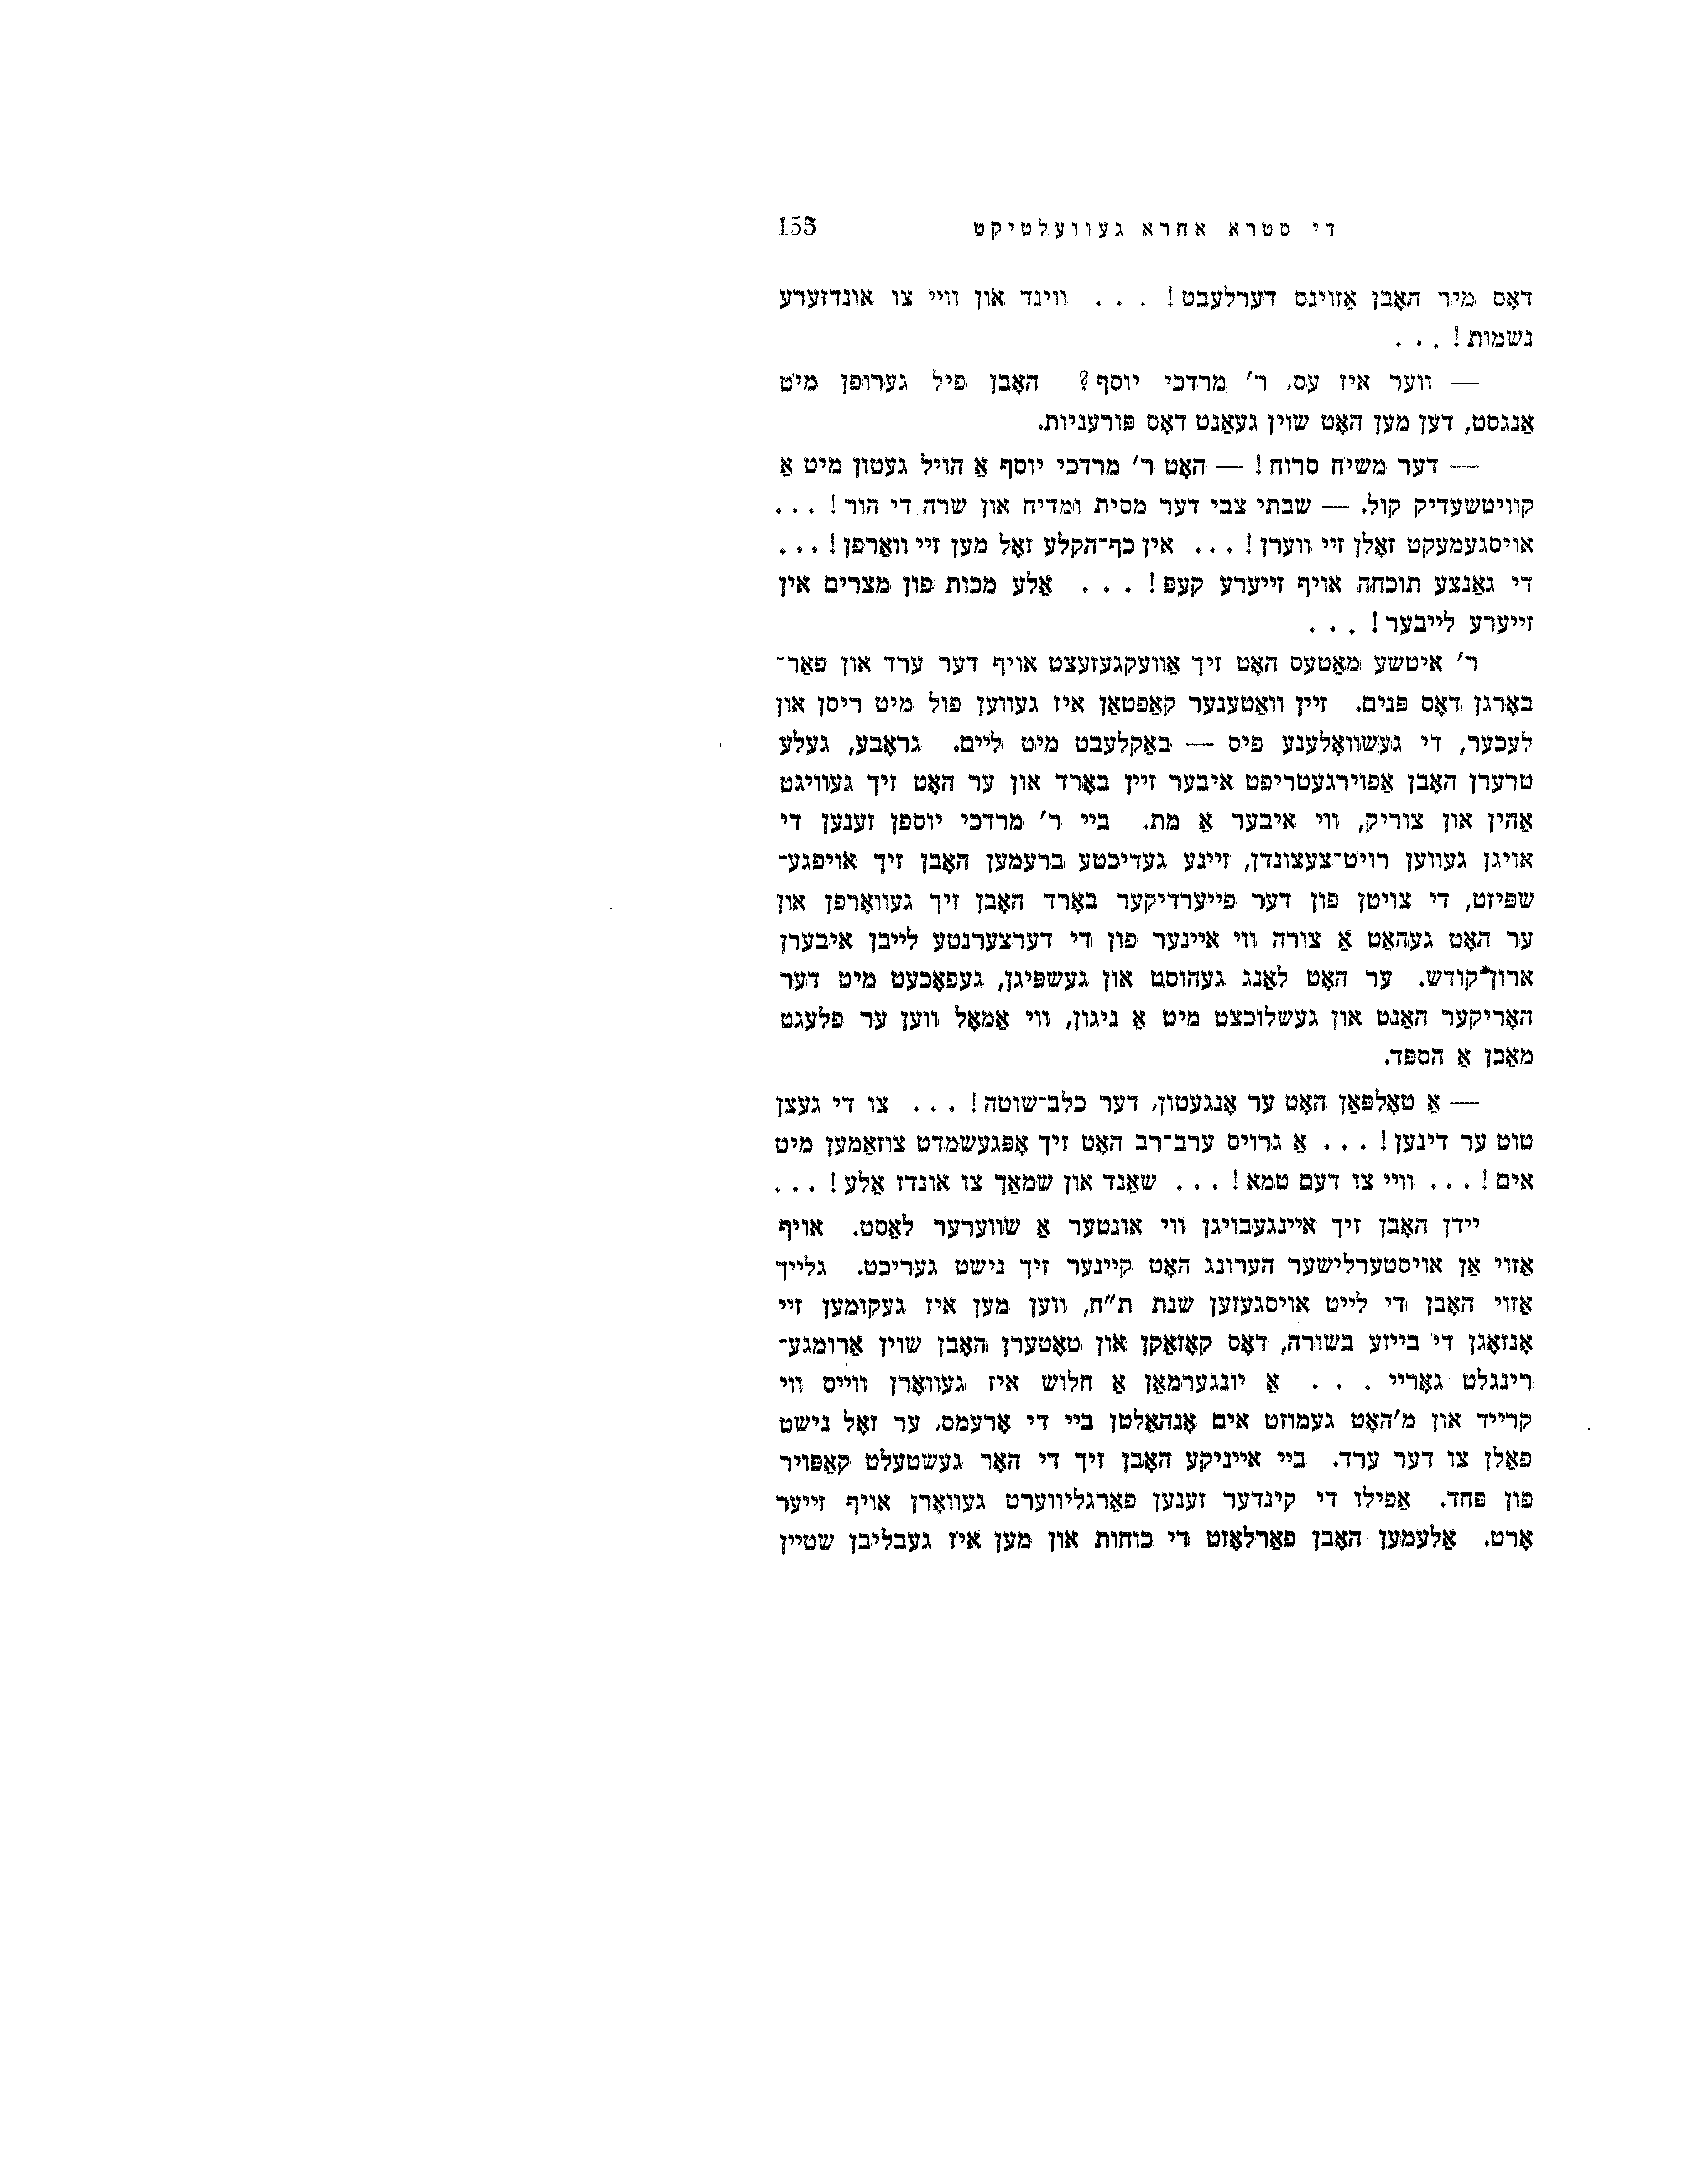 די סטרא אחרא געוועלטיקט 155
דאָס מיר האָבן אַזוינס דערלעבט! . . . ווינד און וויי צו אונדזערע
נשמות! . . .
— ווער איז עס, ר׳ מרדכי יוסף? האָבן פיל גערופן מיט
אַנגסט, דען מען האָט שוין געאַנט דאָס פּורעניות.
— דער משיח סרוח! — האָט ר׳ מרדכי יוסף אַ הויל געטון מיט אַ
קוויטשעדיק קול. — שבתי צבי דער מסית ומדיח און שרה די הור! . . .
אויסגעמעקט זאָלן זיי ווערן! . . . אין כף־הקלע זאָל מען זיי וואַרפן! . . .
די גאַנצע תוכחה אויף זייערע קעפּ! . . . אַלע מכות פון מצרים אין
זייערע לייבער! . . .
ר׳ איטשע מאַטעס האָט זיך אַוועקגעזעצט אויף דער ערד און פאַר־
באָרגן דאָס פּנים. זיין וואַטענער קאַפטאַן איז געווען פול מיט ריסן און
לעכער, די געשוואָלענע פיס — באַקלעבט מיט ליים. גראָבע, געלע
טרערן האָבן אַפוירגעטריפט איבער זיין באָרד און ער האָט זיך געוויגט
אַהין און צוריק, ווי איבער אַ מת. ביי ר׳ מרדכי יוספן זענען די
אויגן געווען רויט־צעצונדן, זיינע געדיכטע ברעמען האָבן זיך אויפגע־
שפּיזט, די צויטן פון דער פייערדיקער באָרד האָבן זיך געוואָרפן און
ער האָט געהאַט אַ צורה ווי איינער פון די דערצערנטע לייבן איבערן
ארון־קודש. ער האָט לאַנג געהוסט און געשפּיגן, געפאָכעט מיט דער
האָריקער האַנט און געשלוכצט מיט אַ ניגון, ווי אַמאָל ווען ער פלעגט
מאַכן אַ הספּד.
— אַ טאָלפּאַן האָט ער אָנגעטון, דער כלב־שוטה! . . . צו די געצן
טוט ער דינען! . . . אַ גרויס ערב־רב האָט זיך אָפּגעשמדט צוזאַמען מיט
אים! . . . וויי צו דעם טמא! . . . שאַנד און שמאַך צו אונדז אַלע! . . .
יידן האָבן זיך איינגעבויגן ווי אונטער אַ שווערער לאַסט. אויף
אַזוי אַן אויסטערלישער הערונג האָט קיינער זיך נישט געריכט. גלייך
אַזוי האָבן די לייט אויסגעזען שנת ת״ח, ווען מען איז געקומען זיי
אָנזאָגן די בייזע בשורה, דאָס קאָזאַקן און טאָטערן האָבן שוין אַרומגע־
רינגלט גאָריי . . . אַ יונגערמאַן אַ חלוש איז געוואָרן ווייס ווי
קרייד און מ׳האָט געמוזט אים אָנהאַלטן ביי די אָרעמס, ער זאָל נישט
פאַלן צו דער ערד. ביי אייניקע האָבן זיך די האָר געשטעלט קאַפּויר
פון פּחד. אַפילו די קינדער זענען פאַרגליווערט געוואָרן אויף זייער
אָרט. אַלעמען האָבן פאַרלאָזט די כוחות און מען איז געבליבן שטיין